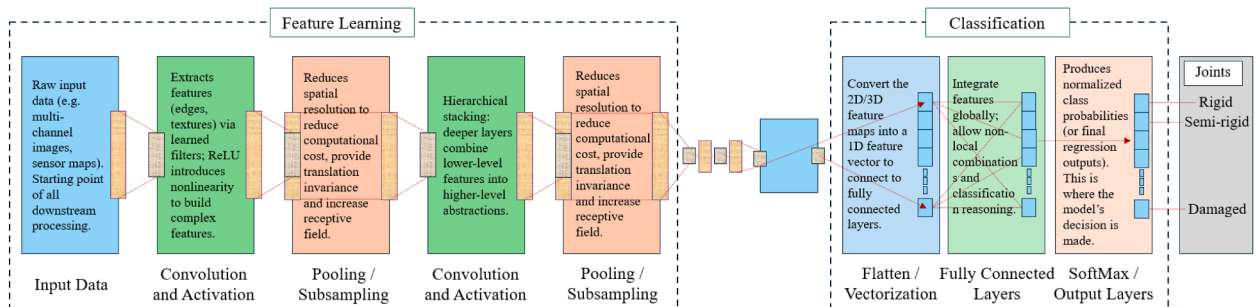 Feature Learning
Classification
Raw input
data (e.g.
multi-
channel
images,
sensor maps).
Starting point
of all
downstream
processing.
Input Data
Extracts
features
(edges,
textures) via
learned
filters; ReLU
introduces
nonlinearity
to build
complex
features.
Convolution
and Activation
Reduces
spatial
resolution to
reduce
computational
cost, provide
translation
invariance
and increase
receptive
field.
Pooling /
Subsampling
Hierarchical
stacking:
deeper layers
combine
lower-level
features into
higher-level
abstractions.
Convolution
and Activation
Reduces
spatial
resolution to
reduce
computational
cost, provide
translation
invariance
and increase
receptive
field.
Pooling /
Subsampling
Convert the
2D/3D
feature
maps into a
1D feature
vector to
connect to
fully
connected
layers.
Flatten /
Vectorization
Integrate
features
globally;
allow non-
local
combination
s and
classificatio
n reasoning.
Fully Connected
Layers
Produces
normalized
class
probabilities
(or final
regression
outputs).
This is
where the
model's
decision is
made.
SoftMax /
Output Layers
Joints
Rigid
Semi-rigid
Damaged